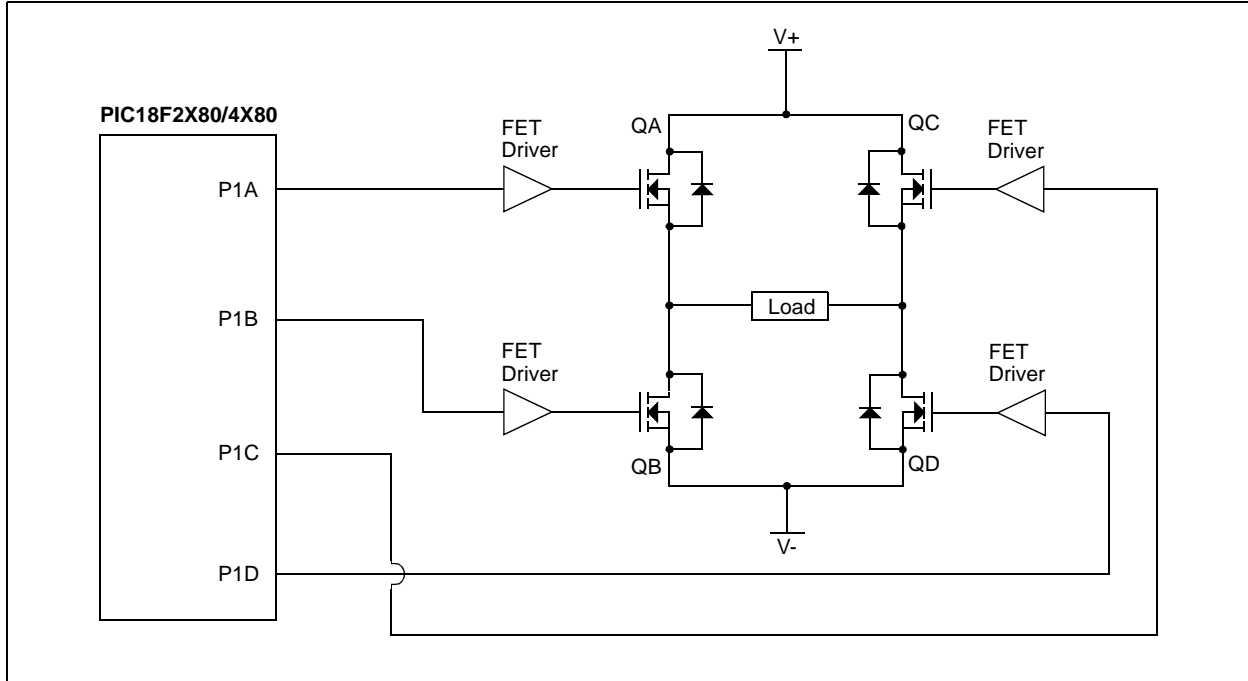 V+
PIC18F2X80/4X80
FET
Driver
QA
QC
FET
Driver
P1A
P1B
Load
FET
Driver
FET
Driver
P1C
QB
QD
V-
P1D